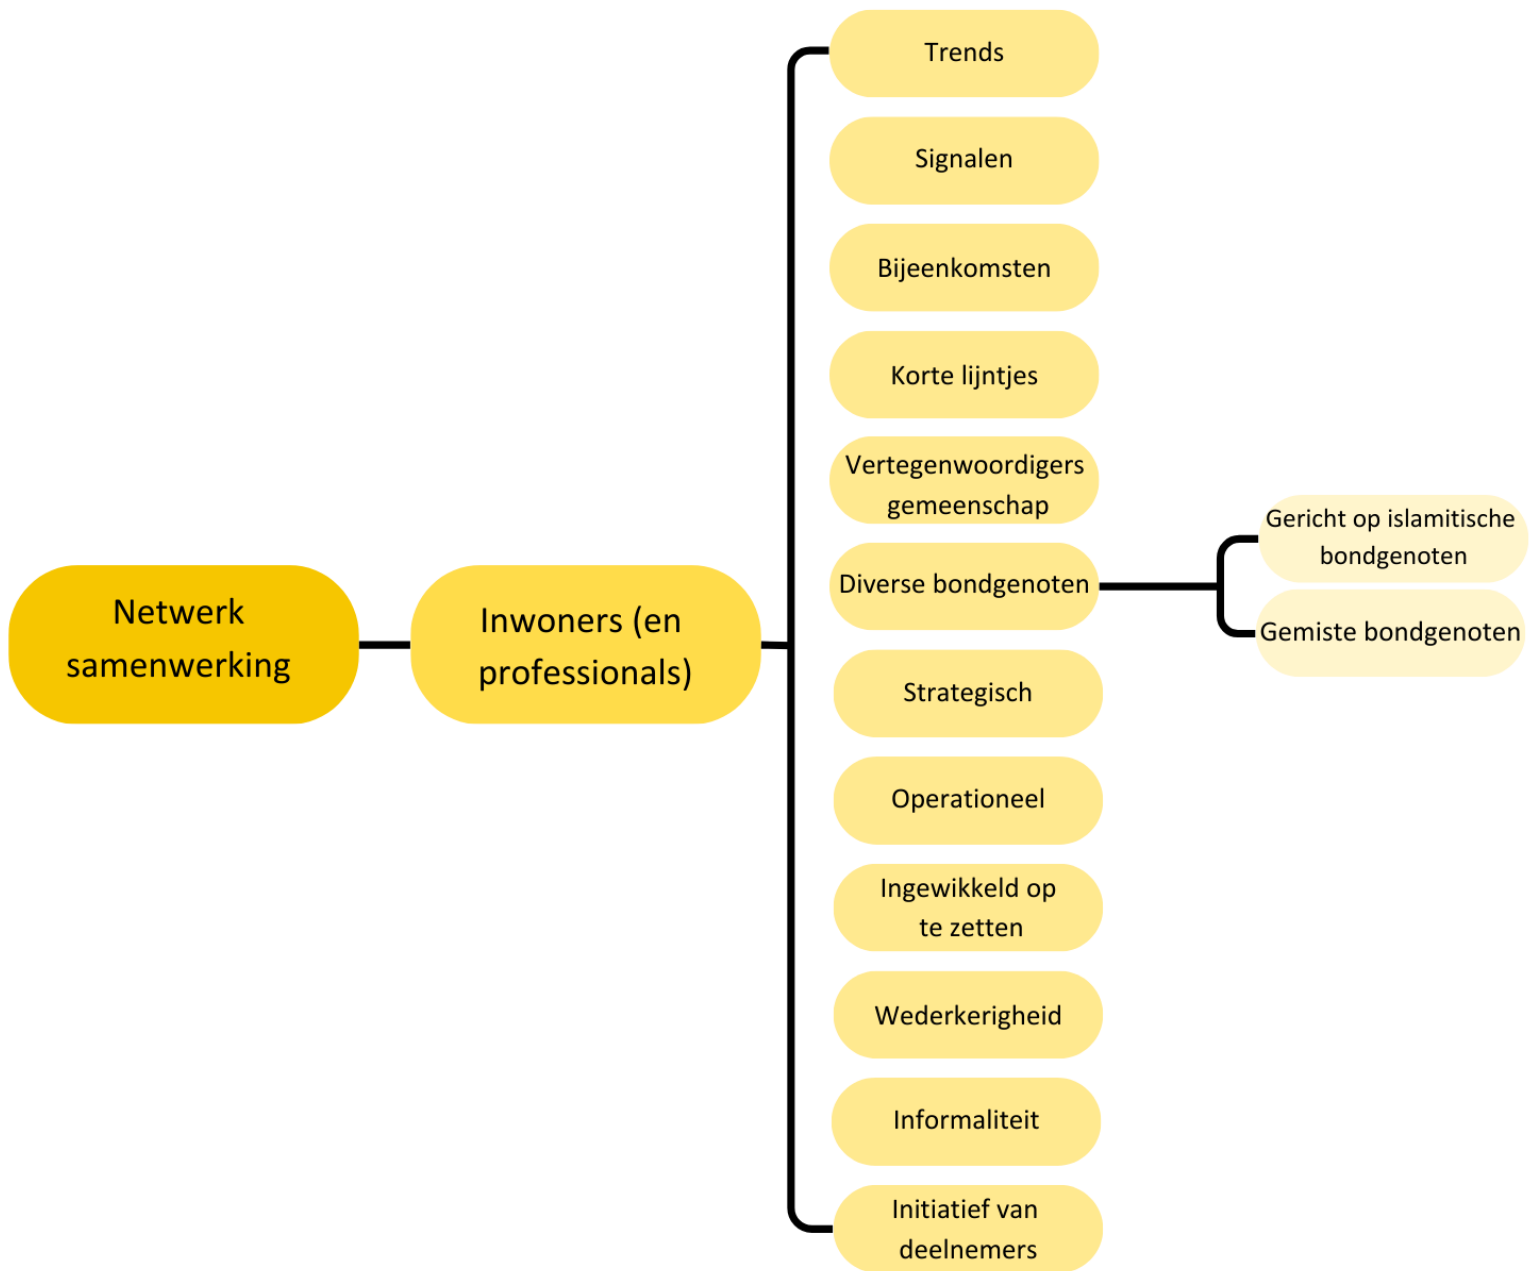 Netwerk
samenwerking
Inwoners (en
professionals)
Trends
Signalen
Bijeenkomsten
Korte lijntjes
Vertegenwoordigers
gemeenschap
Diverse bondgenoten
Gericht op islamitische
bondgenoten
Gemiste bondgenoten
Strategisch
Operationeel
Ingewikkeld op
te zetten
Wederkerigheid
Informaliteit
Initiatief van
deelnemers